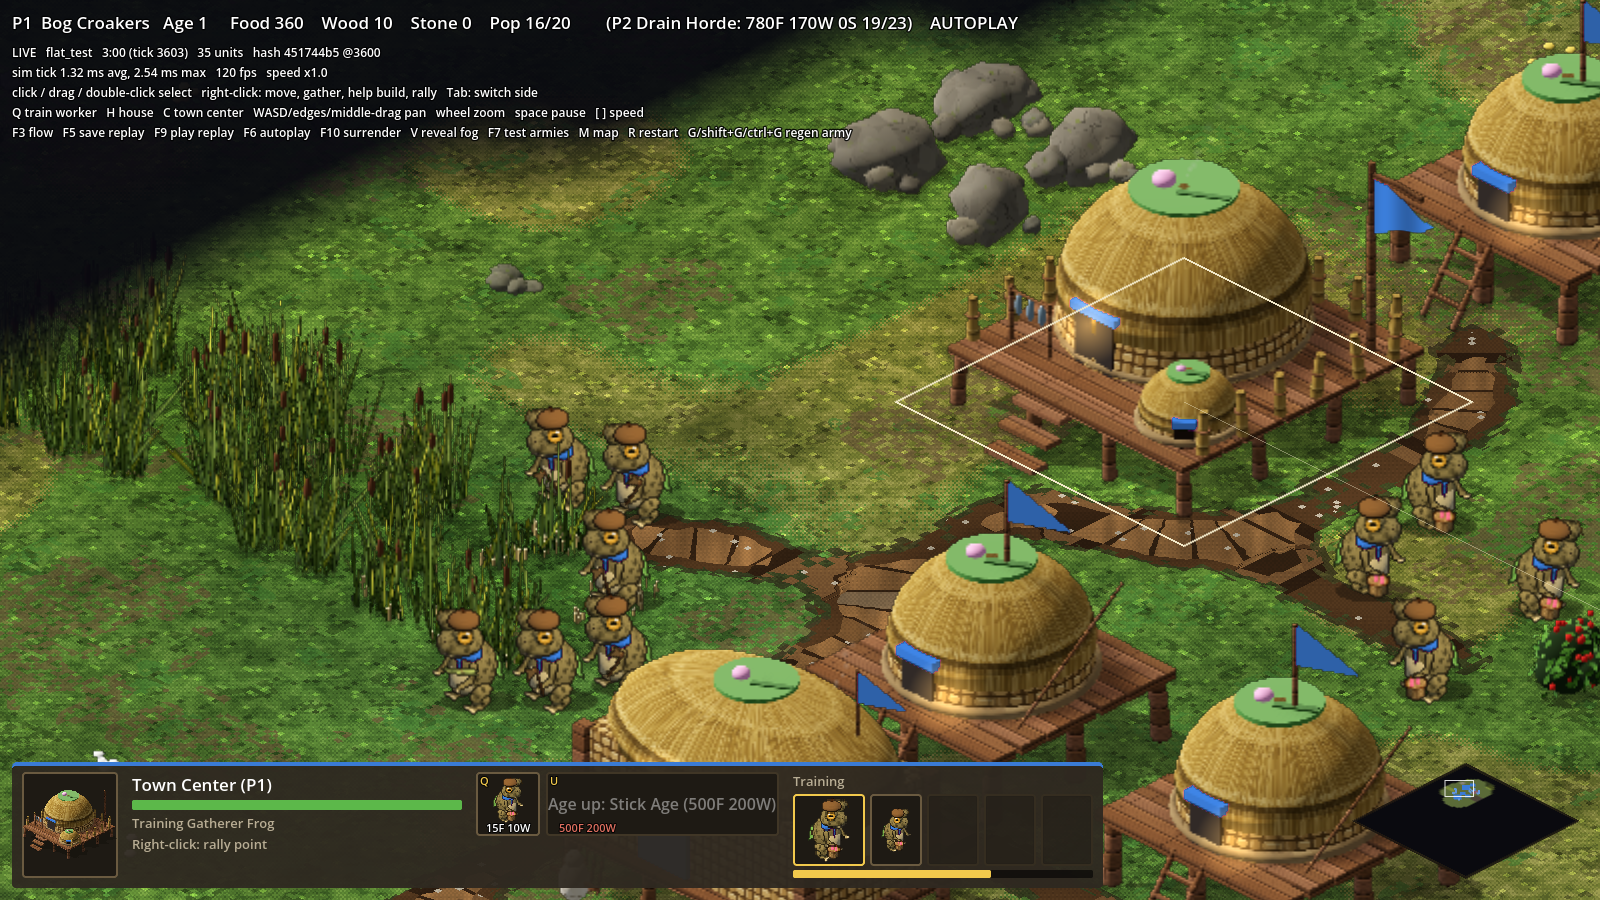 P1 Bog Croakers Age 1 Food 360 Wood 10 Stone 0 Pop 16/20 (P2 Drain Horde: 780F 170W 0S 19/23) AUTOPLAY
LIVE flat_test 3:00 (tick 3603) 35 units hash 451744b5 @3600
sim tick 1.32 ms avg, 2.54 ms max 120 fps speed x1.0
click / drag / double-click select right-click: move, gather, help build, rally Tab: switch side
Q train worker H house C town center WASD/edges/middle-drag pan wheel zoom space pause [ ] speed
F3 flow F5 save replay F9 play replay F6 autoplay F10 surrender V reveal fog F7 test armies M map R restart G/shift+G/ctrl+G regen army
Town Center (P1)
Training Gatherer Frog
Right-click: rally point
Q
15F 10W
U
Age up: Stick Age (500F 200W)
500F 200W
Training